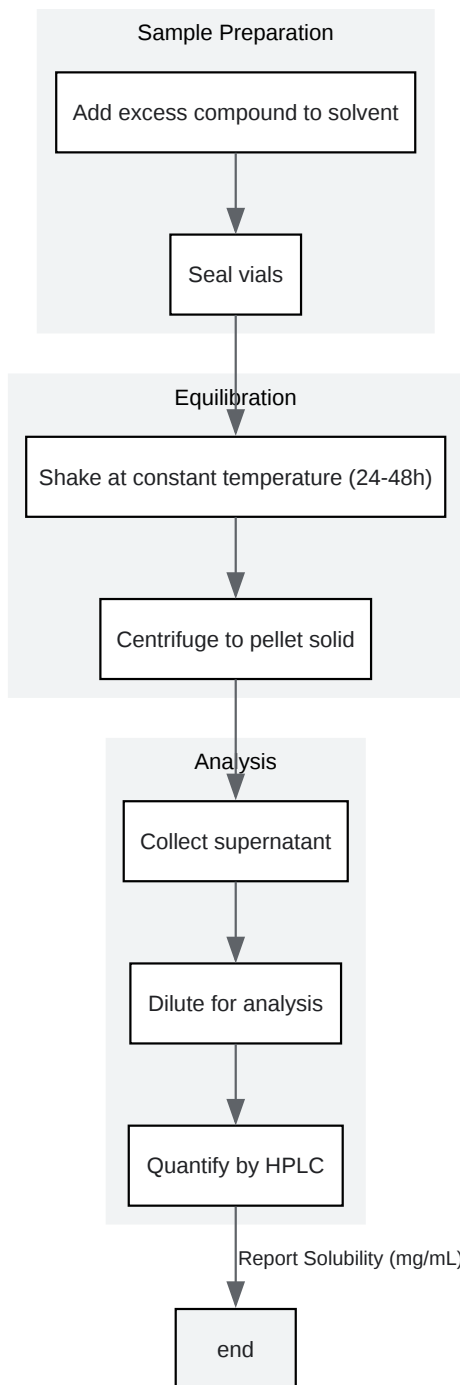 Sample Preparation
Add excess compound to solvent
Seal vials
Equilibration
Shake at constant temperature (24-48h)
Centrifuge to pellet solid
Analysis
Collect supernatant
Dilute for analysis
Quantify by HPLC
Report Solubility (mg/mL)
end